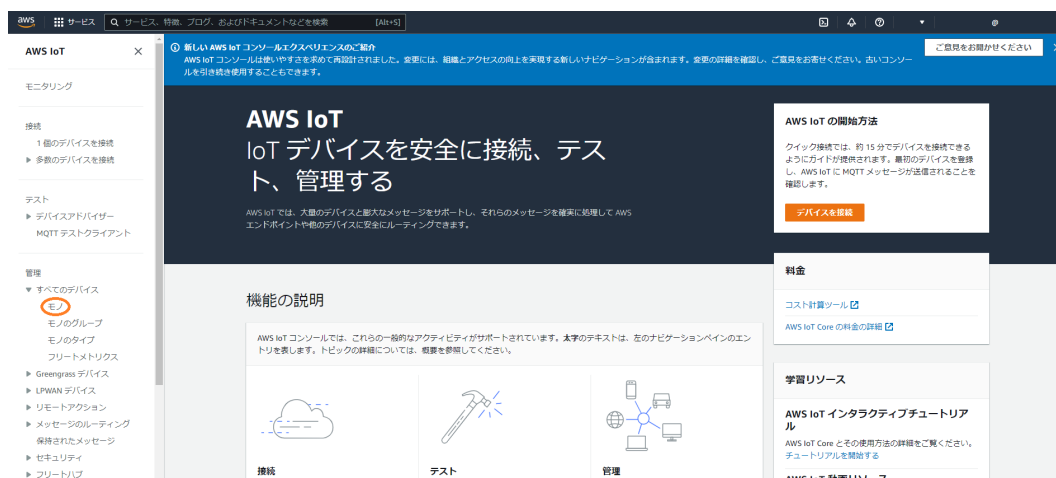 aws
サービス
サービス、特徴、ブログ、およびドキュメントなどを検索
[Alt+S]
@
AWS IoT
モニタリング
接続
1 個のデバイスを接続
多数のデバイスを接続
テスト
デバイスアドバイザー
MQTT テストクライアント
管理
すべてのデバイス
モノ
モノのグループ
モノのタイプ
フリートメトリクス
Greengrass デバイス
LPWAN デバイス
リモートアクション
メッセージのルーティング
保持されたメッセージ
セキュリティ
フリートハブ
新しい AWS IoT コンソールエクスペリエンスのご紹介
AWS IoT コンソールは使いやすさを求めて再設計されました。変更には、組織とアクセスの向上を実現する新しいナビゲーションが含まれます。変更の詳細を確認し、ご意見をお寄せください。古いコンソー
ルを引き続き使用することもできます。
ご意見をお聞かせください
AWS IoT
IoT デバイスを安全に接続、テス
ト、管理する
AWS IoT では、大量のデバイスと膨大なメッセージをサポートし、それらのメッセージを確実に処理して AWS
エンドポイントや他のデバイスに安全にルーティングできます。
AWS IoT の開始方法
クイック接続では、約 15 分でデバイスを接続できる
ようにガイドが提供されます。最初のデバイスを登録
し、AWS IoT に MQTT メッセージが送信されることを
確認します。
デバイスを接続
料金
コスト計算ツール
AWS IoT Core の料金の詳細
機能の説明
AWS IoT コンソールでは、これらの一般的なアクティビティがサポートされています。太字のテキストは、左のナビゲーションペインのエン
トリを表します。トピックの詳細については、概要を参照してください。
接続
テスト
管理
学習リソース
AWS IoT インタラクティブチュートリア
ル
AWS IoT Core とその使用方法の詳細をご覧ください。
チュートリアルを開始する
AWS IoT 動画リソース